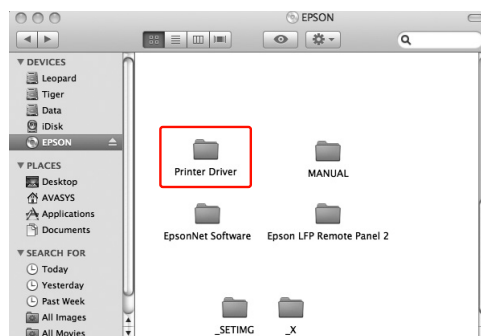 EPSON
DEVICES
Leopard
Tiger
Data
iDisk
EPSON
PLACES
Desktop
AVASYS
Applications
Documents
SEARCH FOR
Today
Yesterday
Past Week
All Images
All Movies
Printer Driver
MANUAL
EpsonNet Software
Epson LFP Remote Panel 2
_SETIMG
_X